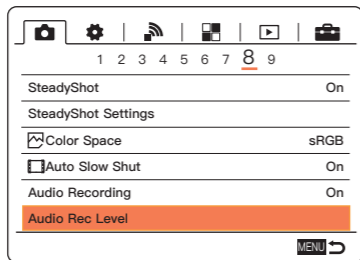 1 2 3 4 5 6 7 8 9
SteadyShot On
SteadyShot Settings
Color Space sRGB
Auto Slow Shut On
Audio Recording On
Audio Rec Level
MENU